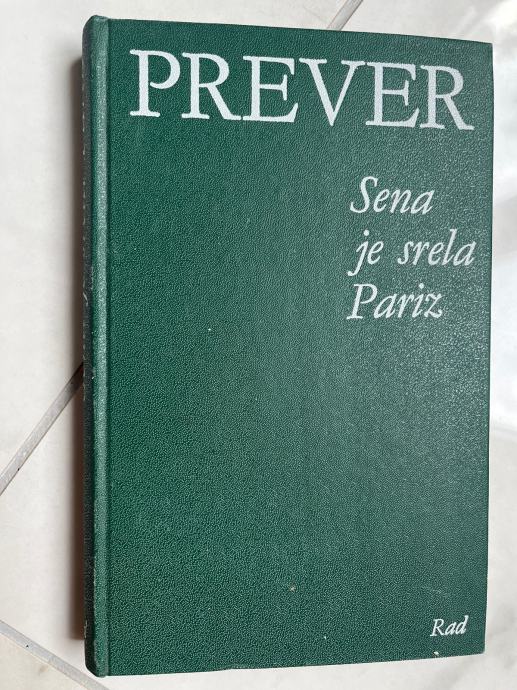 PREVER
Sena
je srela
Pariz
Rad